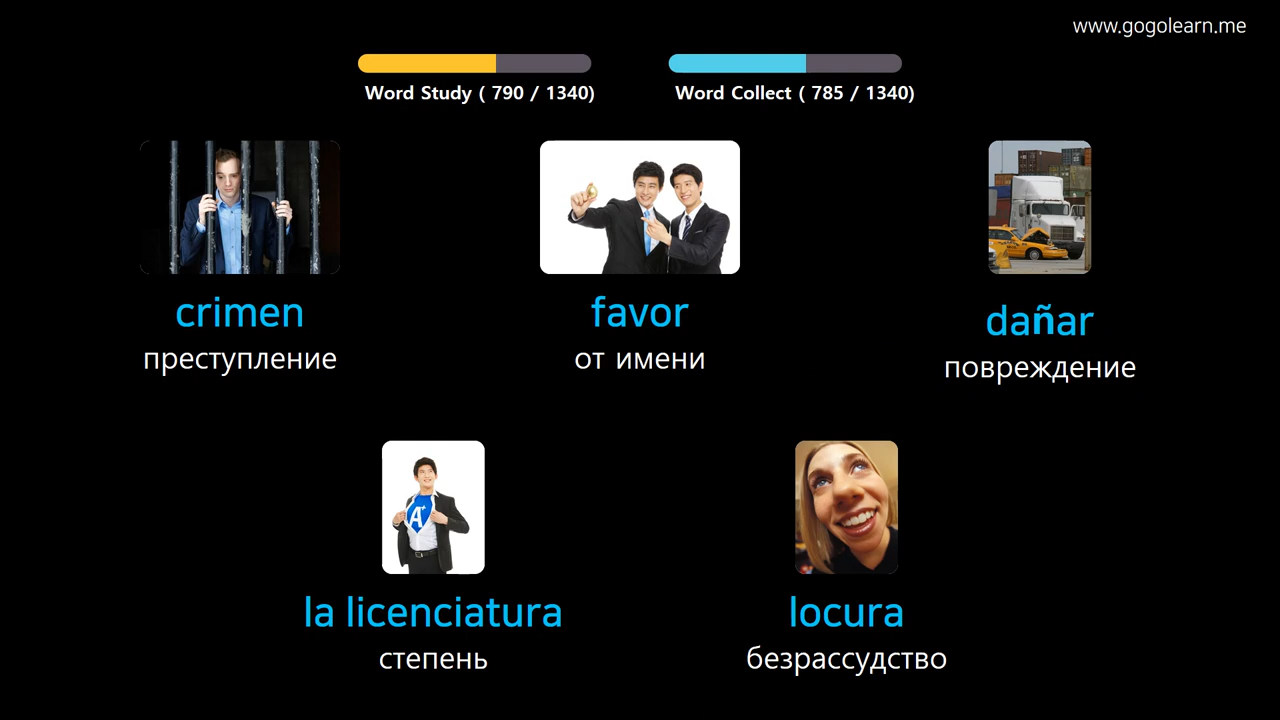 www.gogolearn.me
Word Study ( 790 / 1340)
Word Collect ( 785 / 1340)
crimen
преступление
favor
от имени
dañar
повреждение
A+
la licenciatura
степень
locura
безрассудство